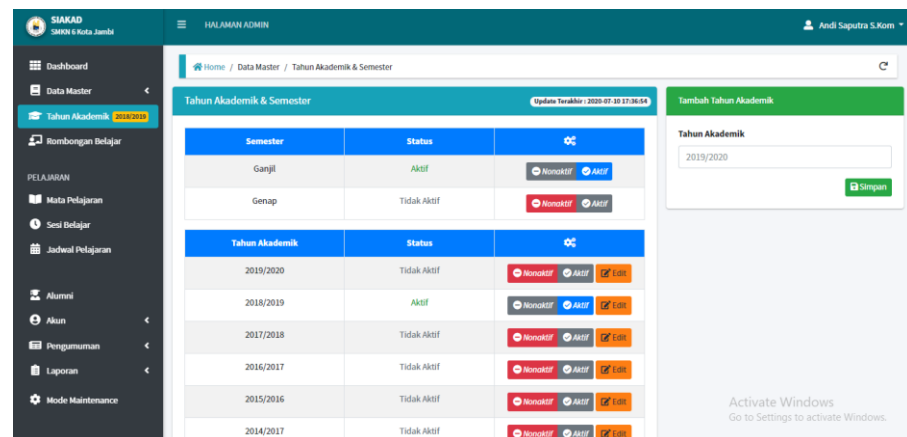 SIAKAD
SMKN 6 Kota Jambi
HALAMAN ADMIN
Andi Saputra S.Kom
Dashboard
Data Master
Tahun Akademik 2018/2019
Rombongan Belajar
PELAJARAN
Mata Pelajaran
Sesi Belajar
Jadwal Pelajaran
Alumni
Akun
Pengumuman
Laporan
Mode Maintenance
Home / Data Master / Tahun Akademik & Semester
Tahun Akademik & Semester Update Terakhir : 2020-07-10 17:36:54
Semester Status
Ganjil Aktif Nonaktif Aktif
Genap Tidak Aktif Nonaktif Aktif
Tahun Akademik Status
2019/2020 Tidak Aktif Nonaktif Aktif Edit
2018/2019 Aktif Nonaktif Aktif Edit
2017/2018 Tidak Aktif Nonaktif Aktif Edit
2016/2017 Tidak Aktif Nonaktif Aktif Edit
2015/2016 Tidak Aktif Nonaktif Aktif Edit
2014/2017 Tidak Aktif Nonaktif Aktif Edit
Tambah Tahun Akademik
Tahun Akademik
2019/2020
Simpan
Activate Windows
Go to Settings to activate Windows.